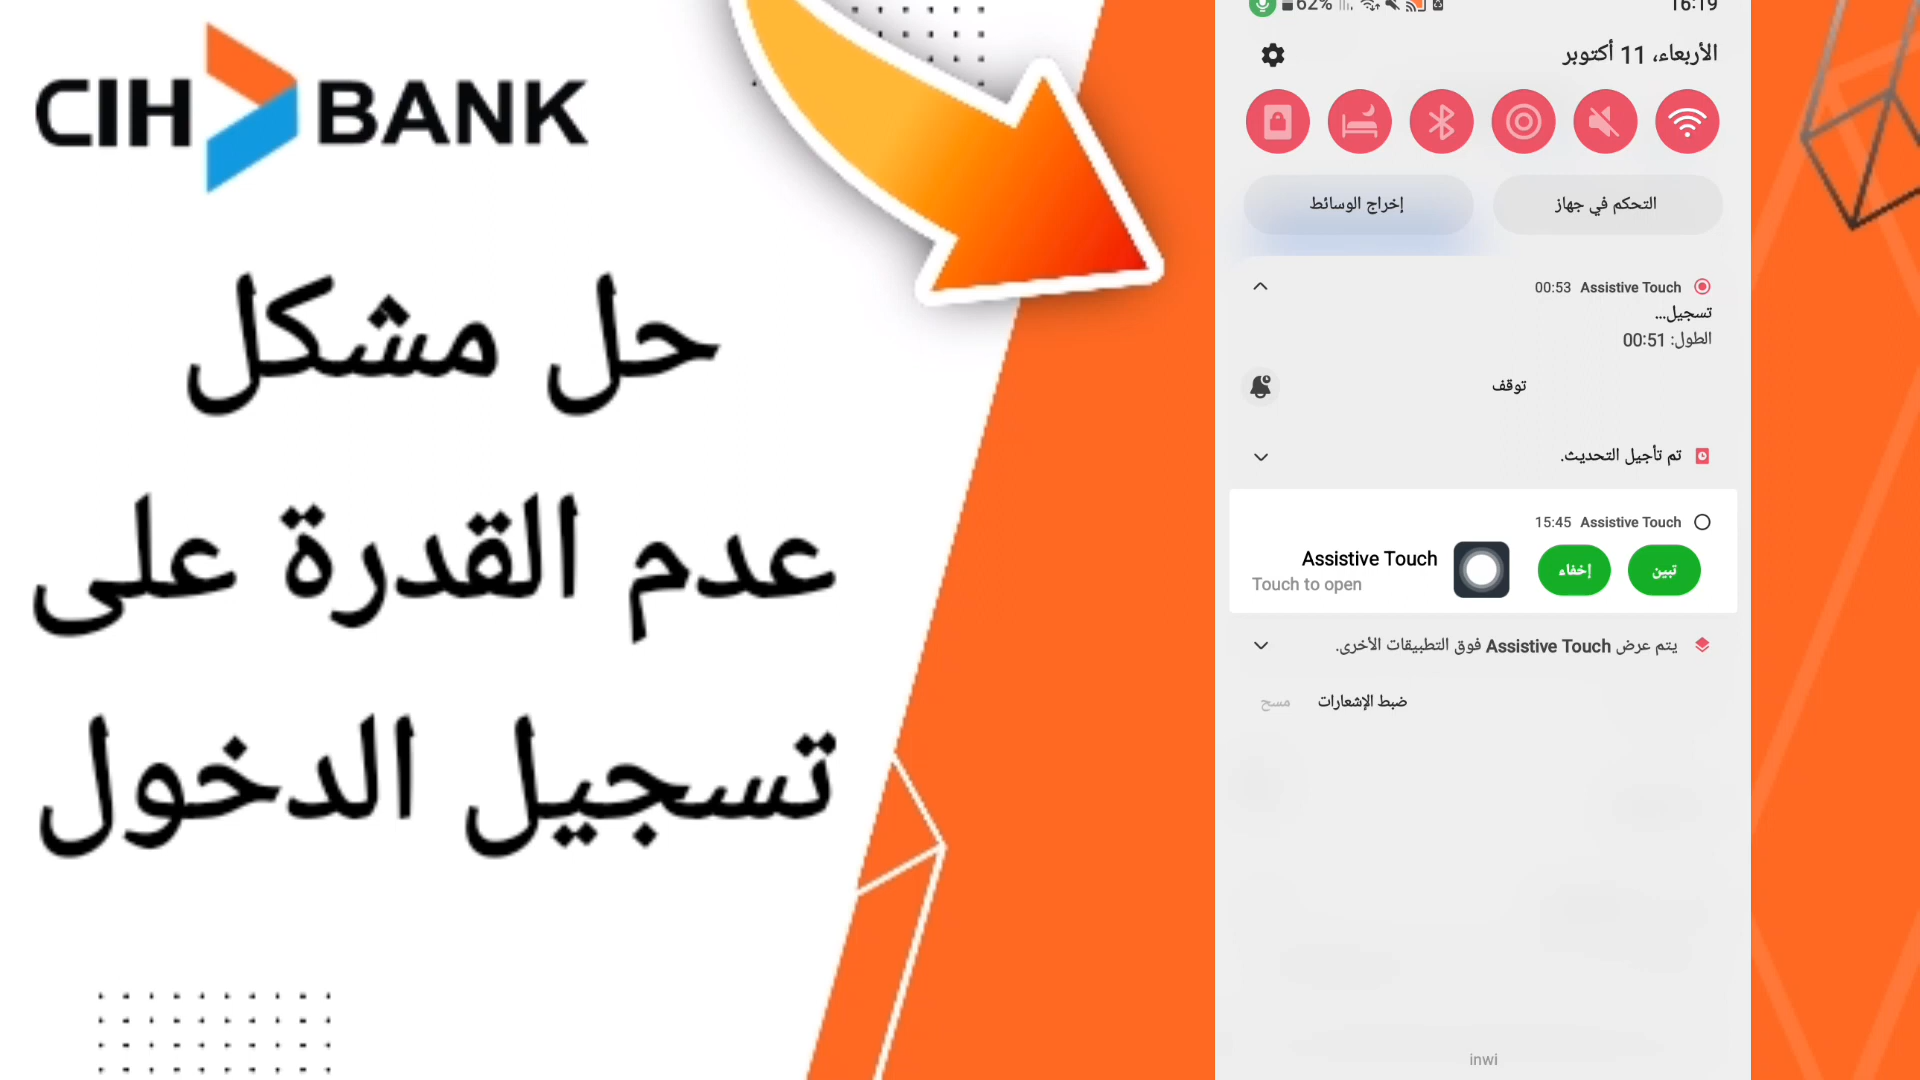 CIH BANK
حل مشكل
عدم القدرة على
تسجيل الدخول
16:19
62%
الأربعاء، 11 أكتوبر
التحكم في جهاز
إخراج الوسائط
Assistive Touch 00:53
تسجيل...
الطول: 00:51
توقف
تم تأجيل التحديث.
Assistive Touch 15:45
تبين
إخفاء
Assistive Touch
Touch to open
يتم عرض Assistive Touch فوق التطبيقات الأخرى.
ضبط الإشعارات
مسح
inwi